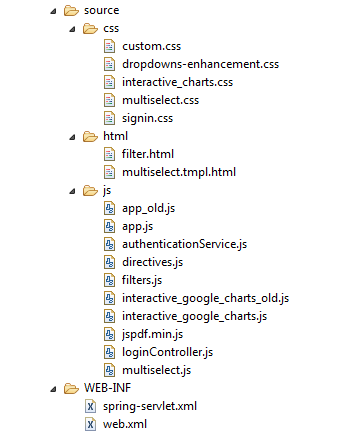 source
css
custom.css
dropdowns-enhancement.css
interactive_charts.css
multiselect.css
signin.css
html
filter.html
multiselect.tmpl.html
js
app_old.js
app.js
authenticationService.js
directives.js
filters.js
interactive_google_charts_old.js
interactive_google_charts.js
jspdf.min.js
loginController.js
multiselect.js
WEB-INF
spring-servlet.xml
web.xml